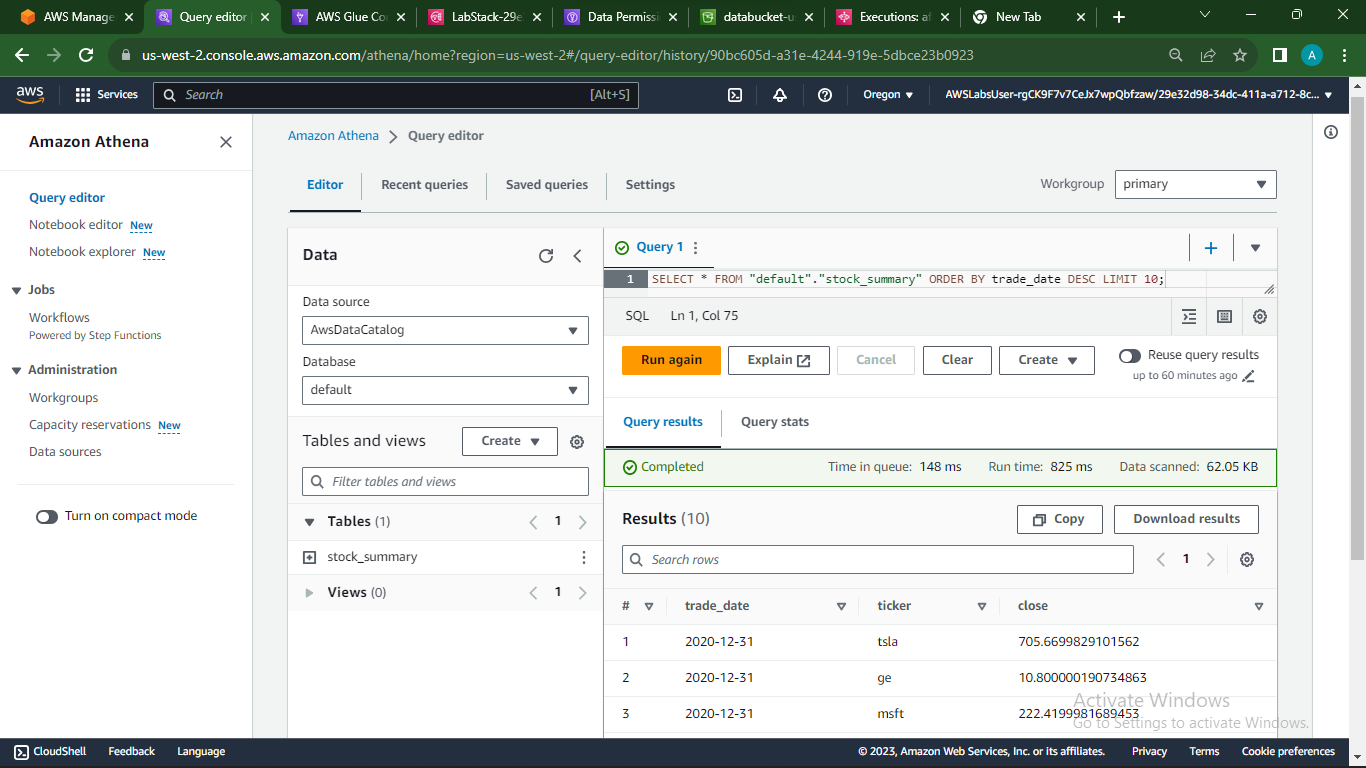 AWS Manage
Query editor
AWS Glue Co
LabStack-29e
Data Permiss
databucket-u
Executions: a
New Tab
us-west-2.console.aws.amazon.com/athena/home?region=us-west-2#/query-editor/history/90bc605d-a31e-4244-919e-5dbce23b0923
A
aws
Services
Search
[Alt+S]
Oregon
AWSLabsUser-rgCK9F7v7CeJx7wpQbfzaw/29e32d98-34dc-411a-a712-8c...
Amazon Athena
Query editor
Notebook editor New
Notebook explorer New
Jobs
Workflows
Powered by Step Functions
Administration
Workgroups
Capacity reservations New
Data sources
Turn on compact mode
Amazon Athena > Query editor
Editor
Recent queries
Saved queries
Settings
Workgroup
primary
Data
Data source
AwsDataCatalog
Database
default
Tables and views
Create
Filter tables and views
Tables (1)
1
stock_summary
Views (0)
1
Query 1
1 SELECT * FROM "default"."stock_summary" ORDER BY trade_date DESC LIMIT 10;
SQL Ln 1, Col 75
Run again
Explain
Cancel
Clear
Create
Reuse query results
up to 60 minutes ago
Query results
Query stats
Completed
Time in queue: 148 ms Run time: 825 ms Data scanned: 62.05 KB
Results (10)
Copy
Download results
Search rows
1
# trade_date ticker close
1 2020-12-31 tsla 705.6699829101562
2 2020-12-31 ge 10.800000190734863
3 2020-12-31 msft 222.4199981689453
Activate Windows
Go to Settings to activate Windows.
CloudShell Feedback Language
© 2023, Amazon Web Services, Inc. or its affiliates. Privacy Terms Cookie preferences